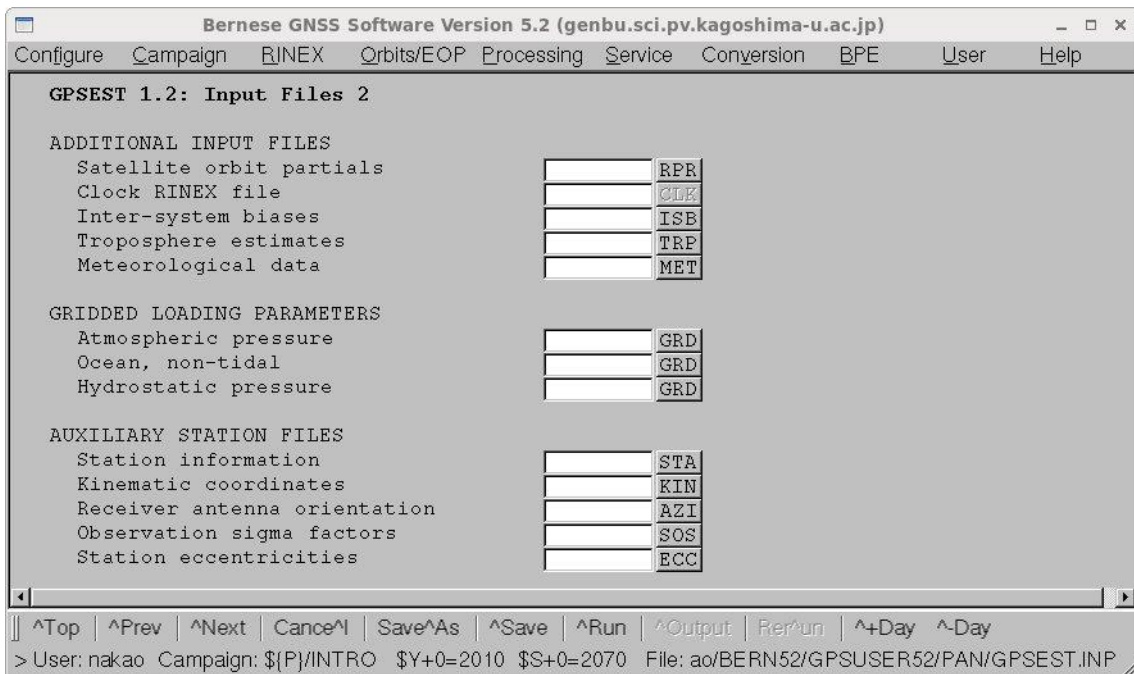 Bernese GNSS Software Version 5.2 (genbu.sci.pv.kagoshima-u.ac.jp)
Configure Campaign RINEX Orbits/EOP Processing Service Conversion BPE User Help
GPSEST 1.2: Input Files 2
ADDITIONAL INPUT FILES
Satellite orbit partials RPR
Clock RINEX file CLK
Inter-system biases ISB
Troposphere estimates TRP
Meteorological data MET
GRIDDED LOADING PARAMETERS
Atmospheric pressure GRD
Ocean, non-tidal GRD
Hydrostatic pressure GRD
AUXILIARY STATION FILES
Station information STA
Kinematic coordinates KIN
Receiver antenna orientation AZI
Observation sigma factors SOS
Station eccentricities ECC
^Top | ^Prev | ^Next | Cance^l | Save^As | ^Save | ^Run | ^Output | Rer^un | ^+Day ^-Day
> User: nakao Campaign: ${P}/INTRO $Y+0=2010 $S+0=2070 File: ao/BERN52/GPSUSER52/PAN/GPSEST.INP